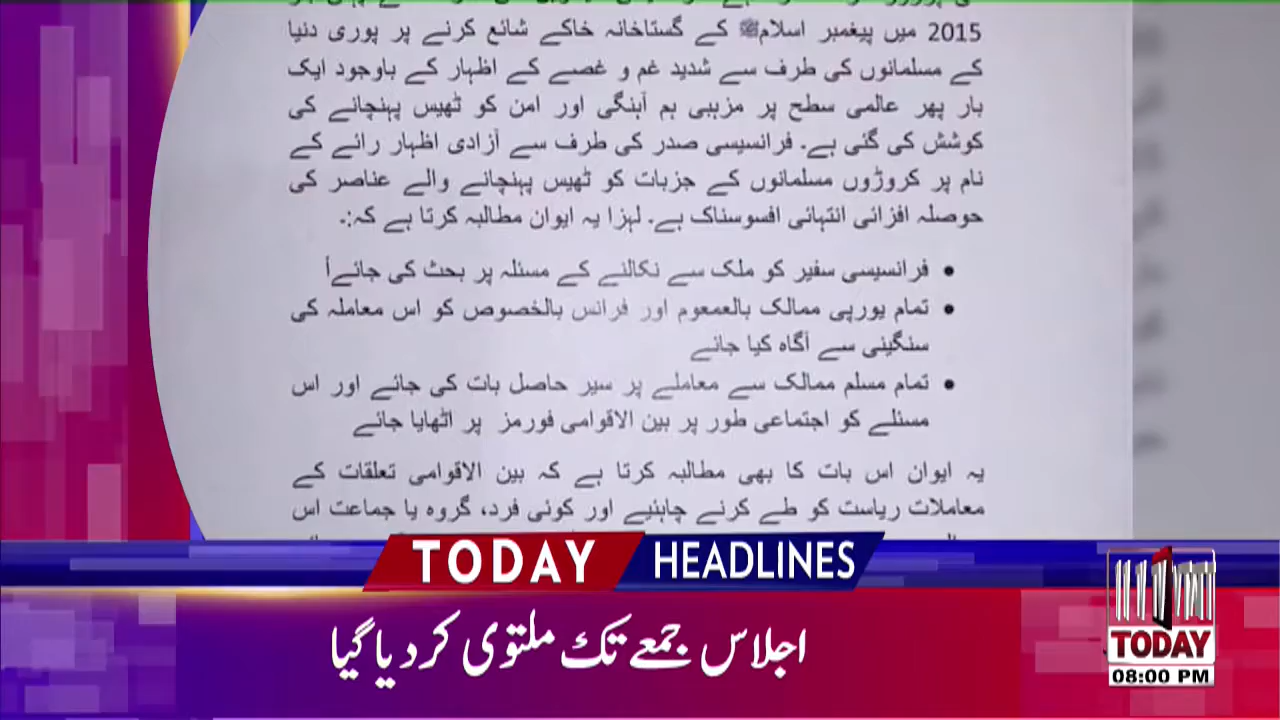 2015 میں پیغمبر اسلامﷺ کے گستاخانہ خاکے شائع کرنے پر پوری دنیا
کے مسلمانوں کی طرف سے شدید غم و غصے کے اظہار کے باوجود ایک
بار پھر عالمی سطح پر مزہبی ہم آہنگی اور امن کو ٹھیس پہنچانے کی
کوشش کی گئی ہے۔ فرانسیسی صدر کی طرف سے آزادی اظہار رائے کے
نام پر کروڑوں مسلمانوں کے جزبات کو ٹھیس پہنچانے والے عناصر کی
حوصلہ افزائی انتہائی افسوسناک ہے۔ لہزا یہ ایوان مطالبہ کرتا ہے کہ:۔
• فرانسیسی سفیر کو ملک سے نکالنے کے مسئلہ پر بحث کی جائےأ
• تمام یورپی ممالک بالعمعوم اور فرانس بالخصوص کو اس معاملہ کی
سنگینی سے آگاہ کیا جائے
• تمام مسلم ممالک سے معاملے پر سیر حاصل بات کی جائے اور اس
مسئلے کو اجتماعی طور پر بین الاقوامی فورمز پر اٹھایا جائے
یہ ایوان اس بات کا بھی مطالبہ کرتا ہے کہ بین الاقوامی تعلقات کے
معاملات ریاست کو طے کرنے چاہئیے اور کوئی فرد، گروہ یا جماعت اس
TODAY HEADLINES
اجلاس جمعے تک ملتوی کر دیا گیا
TODAY
08:00 PM